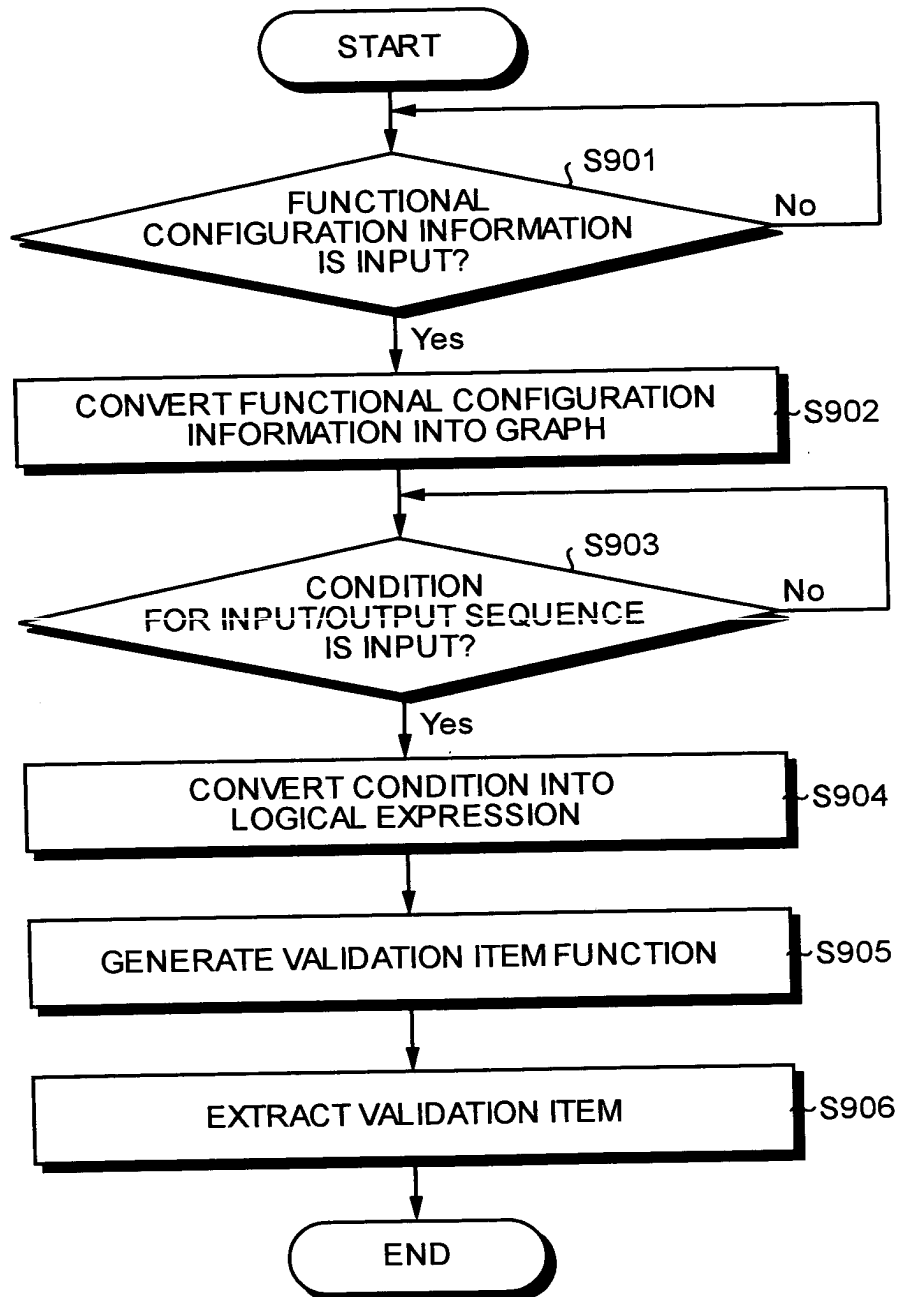 START
S901
FUNCTIONAL
CONFIGURATION INFORMATION
IS INPUT?
No
Yes
CONVERT FUNCTIONAL CONFIGURATION
INFORMATION INTO GRAPH
S902
S903
CONDITION
FOR INPUT/OUTPUT SEQUENCE
IS INPUT?
No
Yes
CONVERT CONDITION INTO
LOGICAL EXPRESSION
S904
GENERATE VALIDATION ITEM FUNCTION
S905
EXTRACT VALIDATION ITEM
S906
END